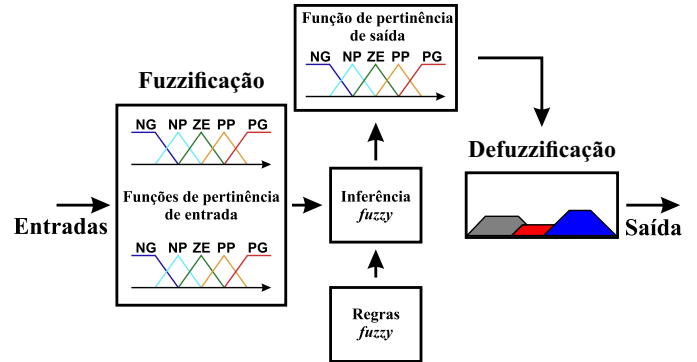 Fuzzificação
NG NP ZE PP PG
Funções de pertinência
de entrada
NG NP ZE PP PG
Entradas
Função de pertinência
de saída
NG NP ZE PP PG
Inferência
fuzzy
Regras
fuzzy
Defuzzificação
Saída